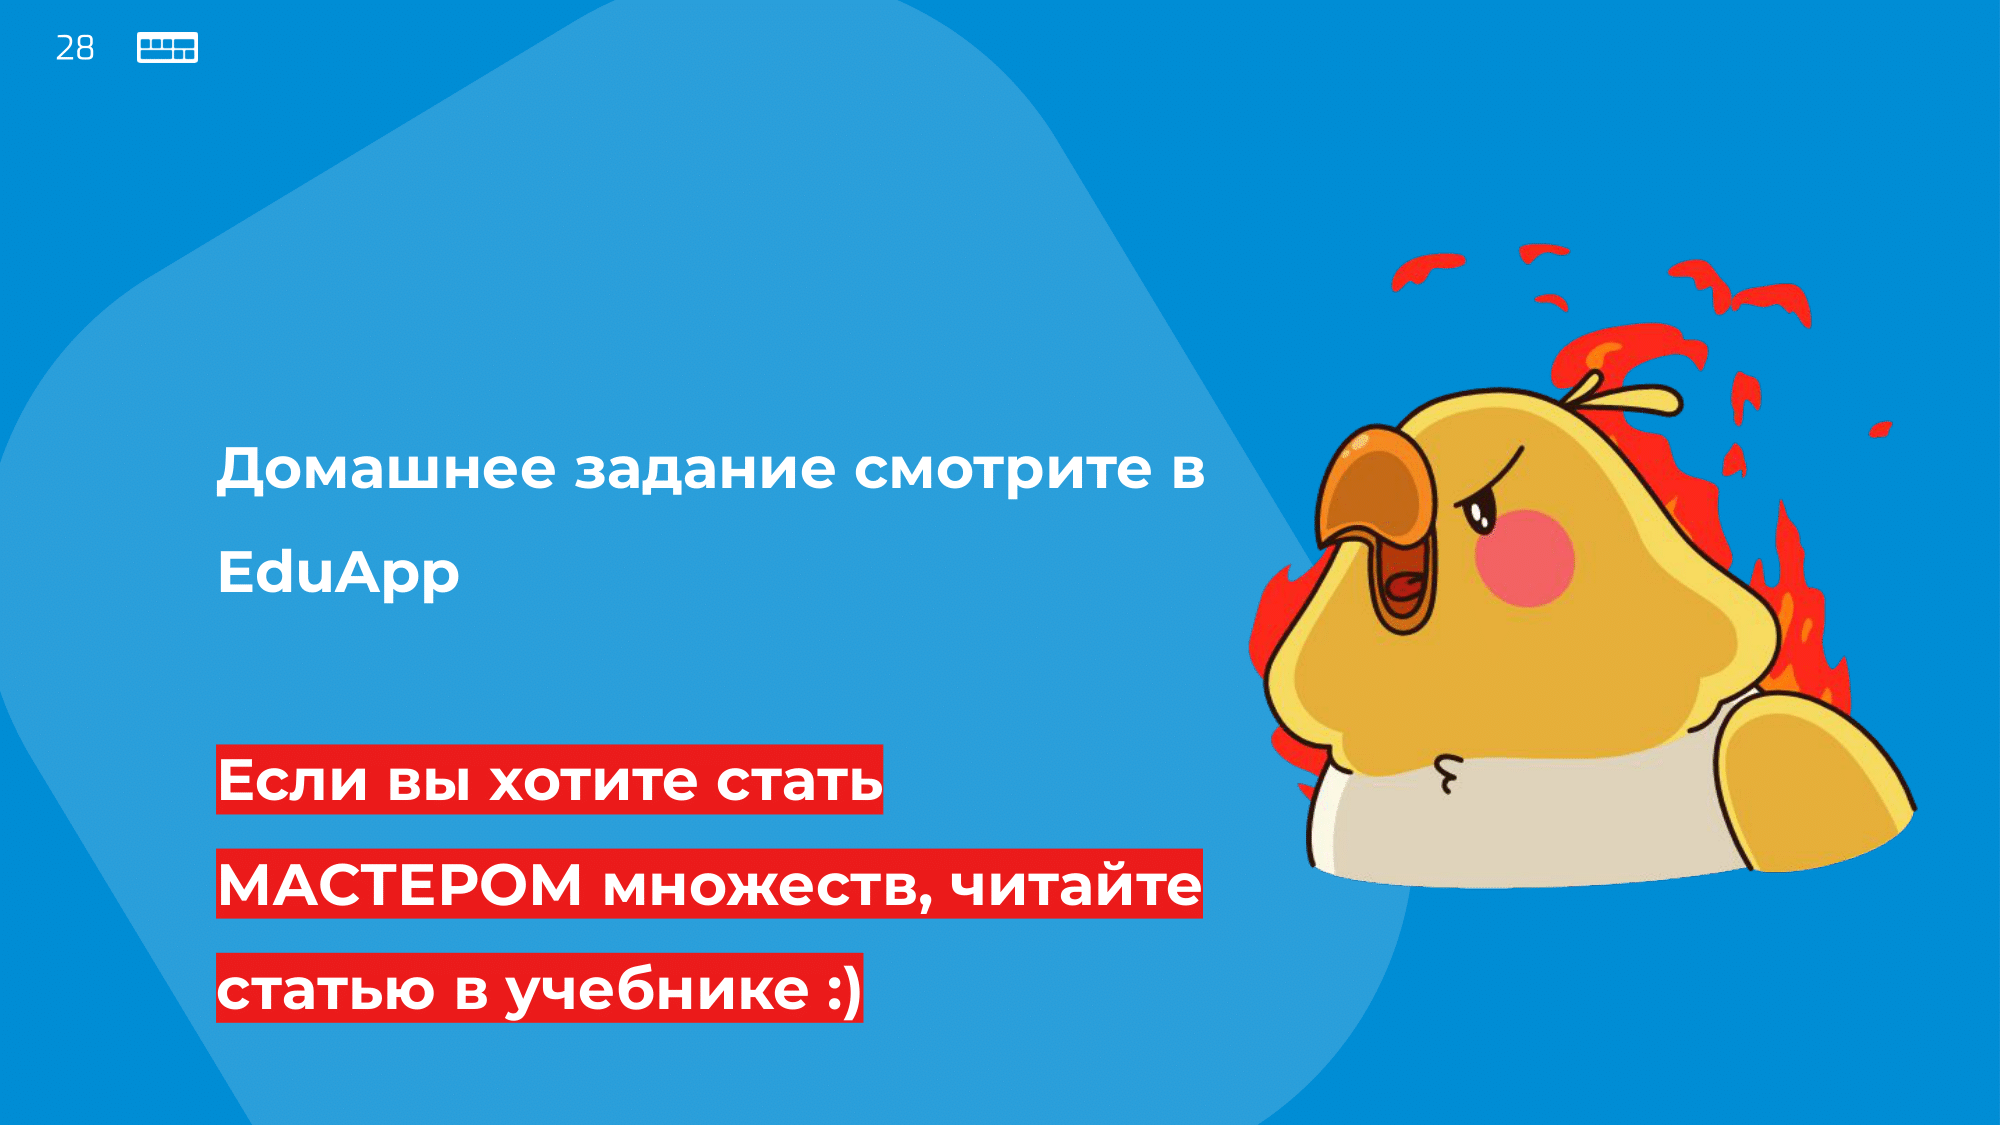 28
Домашнее задание смотрите в
EduApp
Если вы хотите стать
МАСТЕРОМ множеств, читайте
статью в учебнике :)